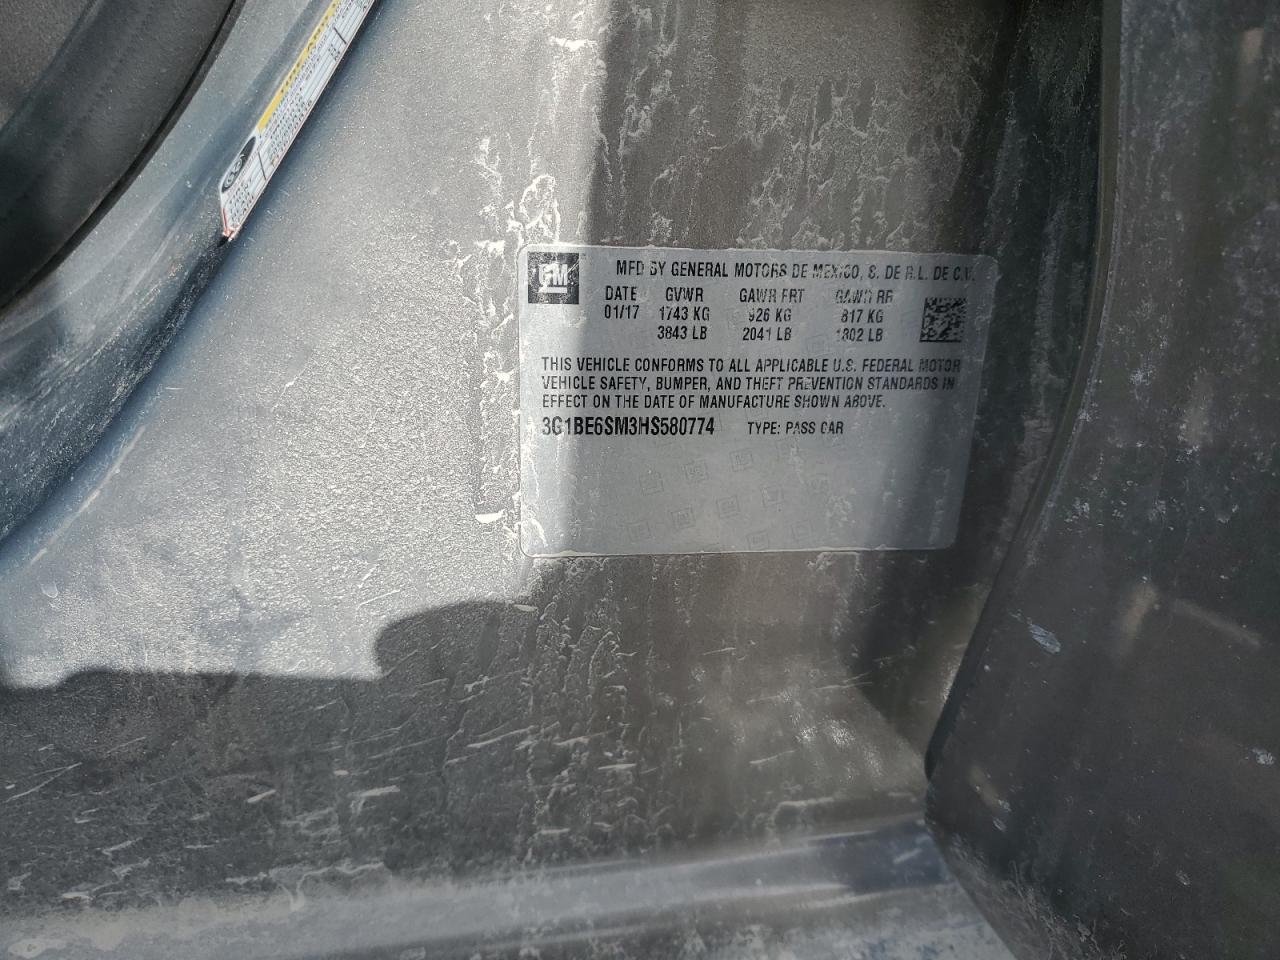 GM
MFD BY GENERAL MOTORS DE MEXICO, S. DE R.L. DE C.V.
DATE GVWR GAWR FRT GAWR RR
01/17 1743 KG 926 KG 817 KG
3843 LB 2041 LB 1802 LB
THIS VEHICLE CONFORMS TO ALL APPLICABLE U.S. FEDERAL MOTOR
VEHICLE SAFETY, BUMPER, AND THEFT PREVENTION STANDARDS IN
EFFECT ON THE DATE OF MANUFACTURE SHOWN ABOVE.
3G1BE6SM3HS580774 TYPE: PASS CAR